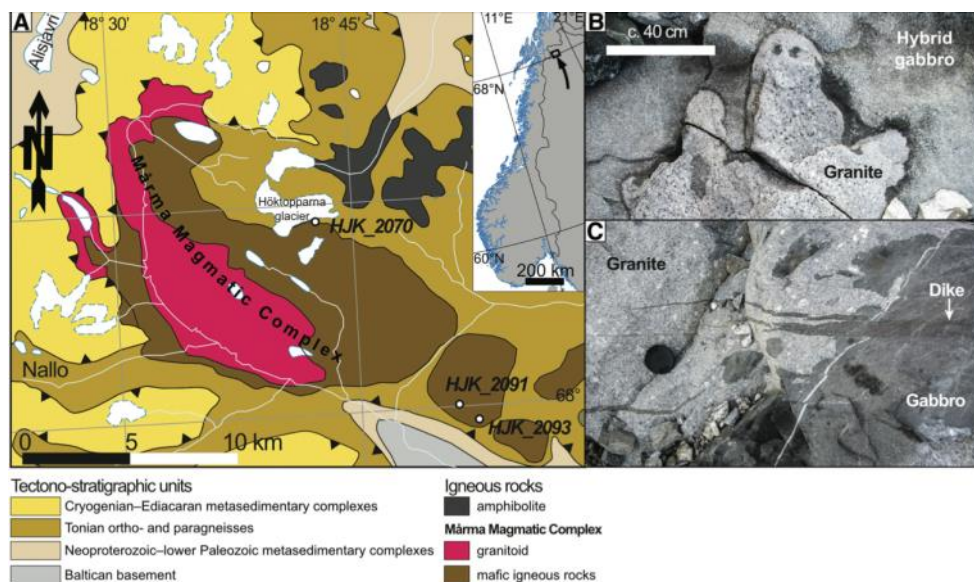 A
18° 30'
18° 45'
Alisjavri
N
Mårma Magmatic Complex
Höktopparna
glacier
HJK_2070
Nallo
HJK_2091
HJK_2093
68°
0 5 10 km
11°E
21°E
68°N
60°N
200 km
B
c. 40 cm
Hybrid
gabbro
Granite
C
Granite
Dike
Gabbro
Tectono-stratigraphic units
Cryogenian–Ediacaran metasedimentary complexes
Tonian ortho- and paragneisses
Neoproterozoic–lower Paleozoic metasedimentary complexes
Baltican basement
Igneous rocks
amphibolite
Mårma Magmatic Complex
granitoid
mafic igneous rocks